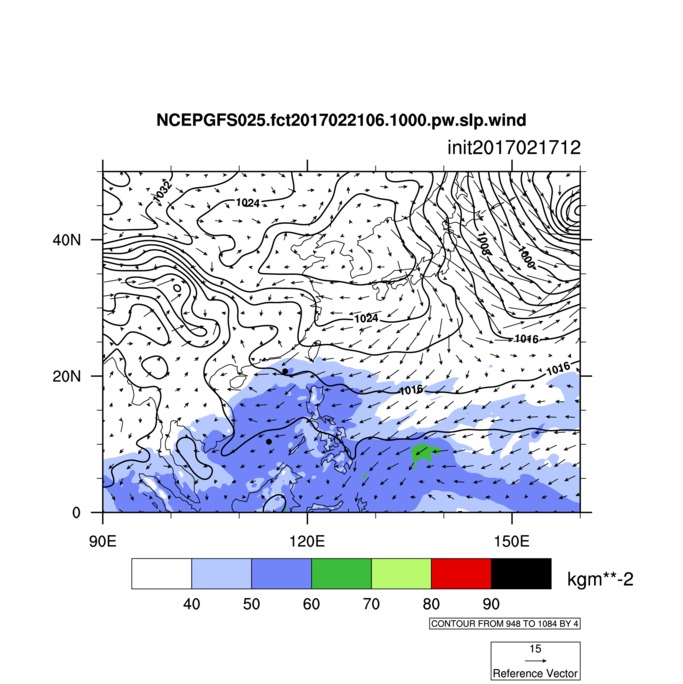 NCEPGFS025.fct2017022106.1000.pw.slp.wind
init2017021712
1032
1024
1008
1000
40N
1024
1016
1016
20N
1016
0
90E 120E 150E
kgm**-2
40 50 60 70 80 90
CONTOUR FROM 948 TO 1084 BY 4
15
Reference Vector